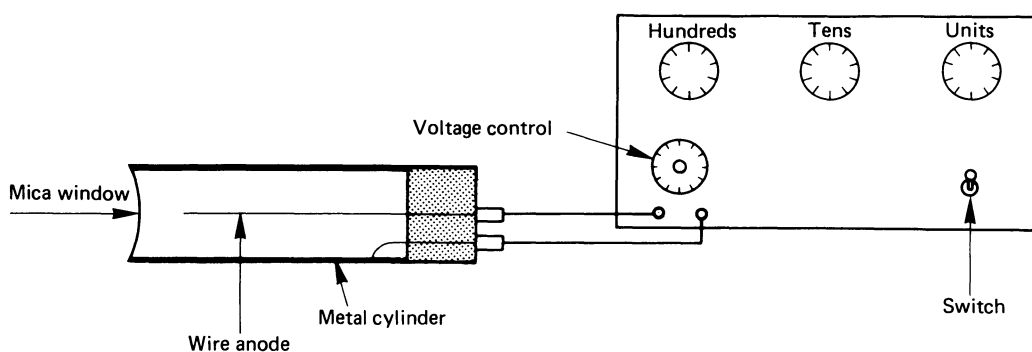 Hundreds
Tens
Units
Voltage control
Mica window
Metal cylinder
Wire anode
Switch